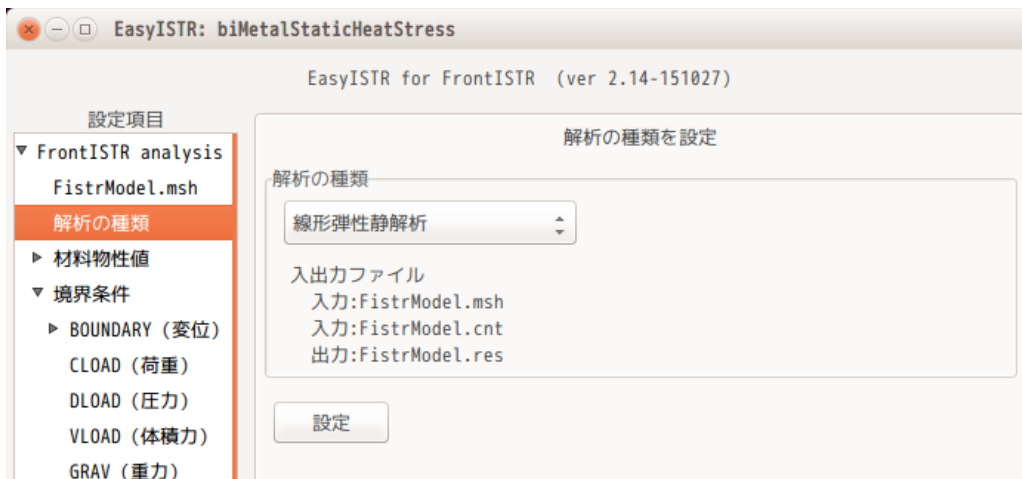 EasyISTR: biMetalStaticHeatStress
EasyISTR for FrontISTR (ver 2.14-151027)
設定項目
FrontISTR analysis
FistrModel.msh
解析の種類
材料物性値
境界条件
BOUNDARY (変位)
CLOAD (荷重)
DLOAD (圧力)
VLOAD (体積力)
GRAV (重力)
解析の種類を設定
解析の種類
線形弾性静解析
入出力ファイル
入力:FistrModel.msh
入力:FistrModel.cnt
出力:FistrModel.res
設定